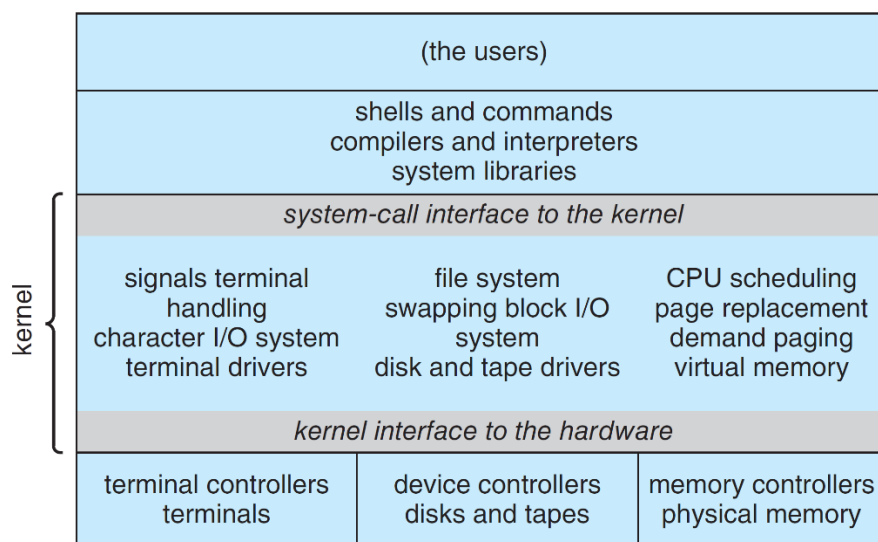 (the users)
shells and commands
compilers and interpreters
system libraries
kernel
system-call interface to the kernel
signals terminal
handling
character I/O system
terminal drivers
file system
swapping block I/O
system
disk and tape drivers
CPU scheduling
page replacement
demand paging
virtual memory
kernel interface to the hardware
terminal controllers
terminals
device controllers
disks and tapes
memory controllers
physical memory